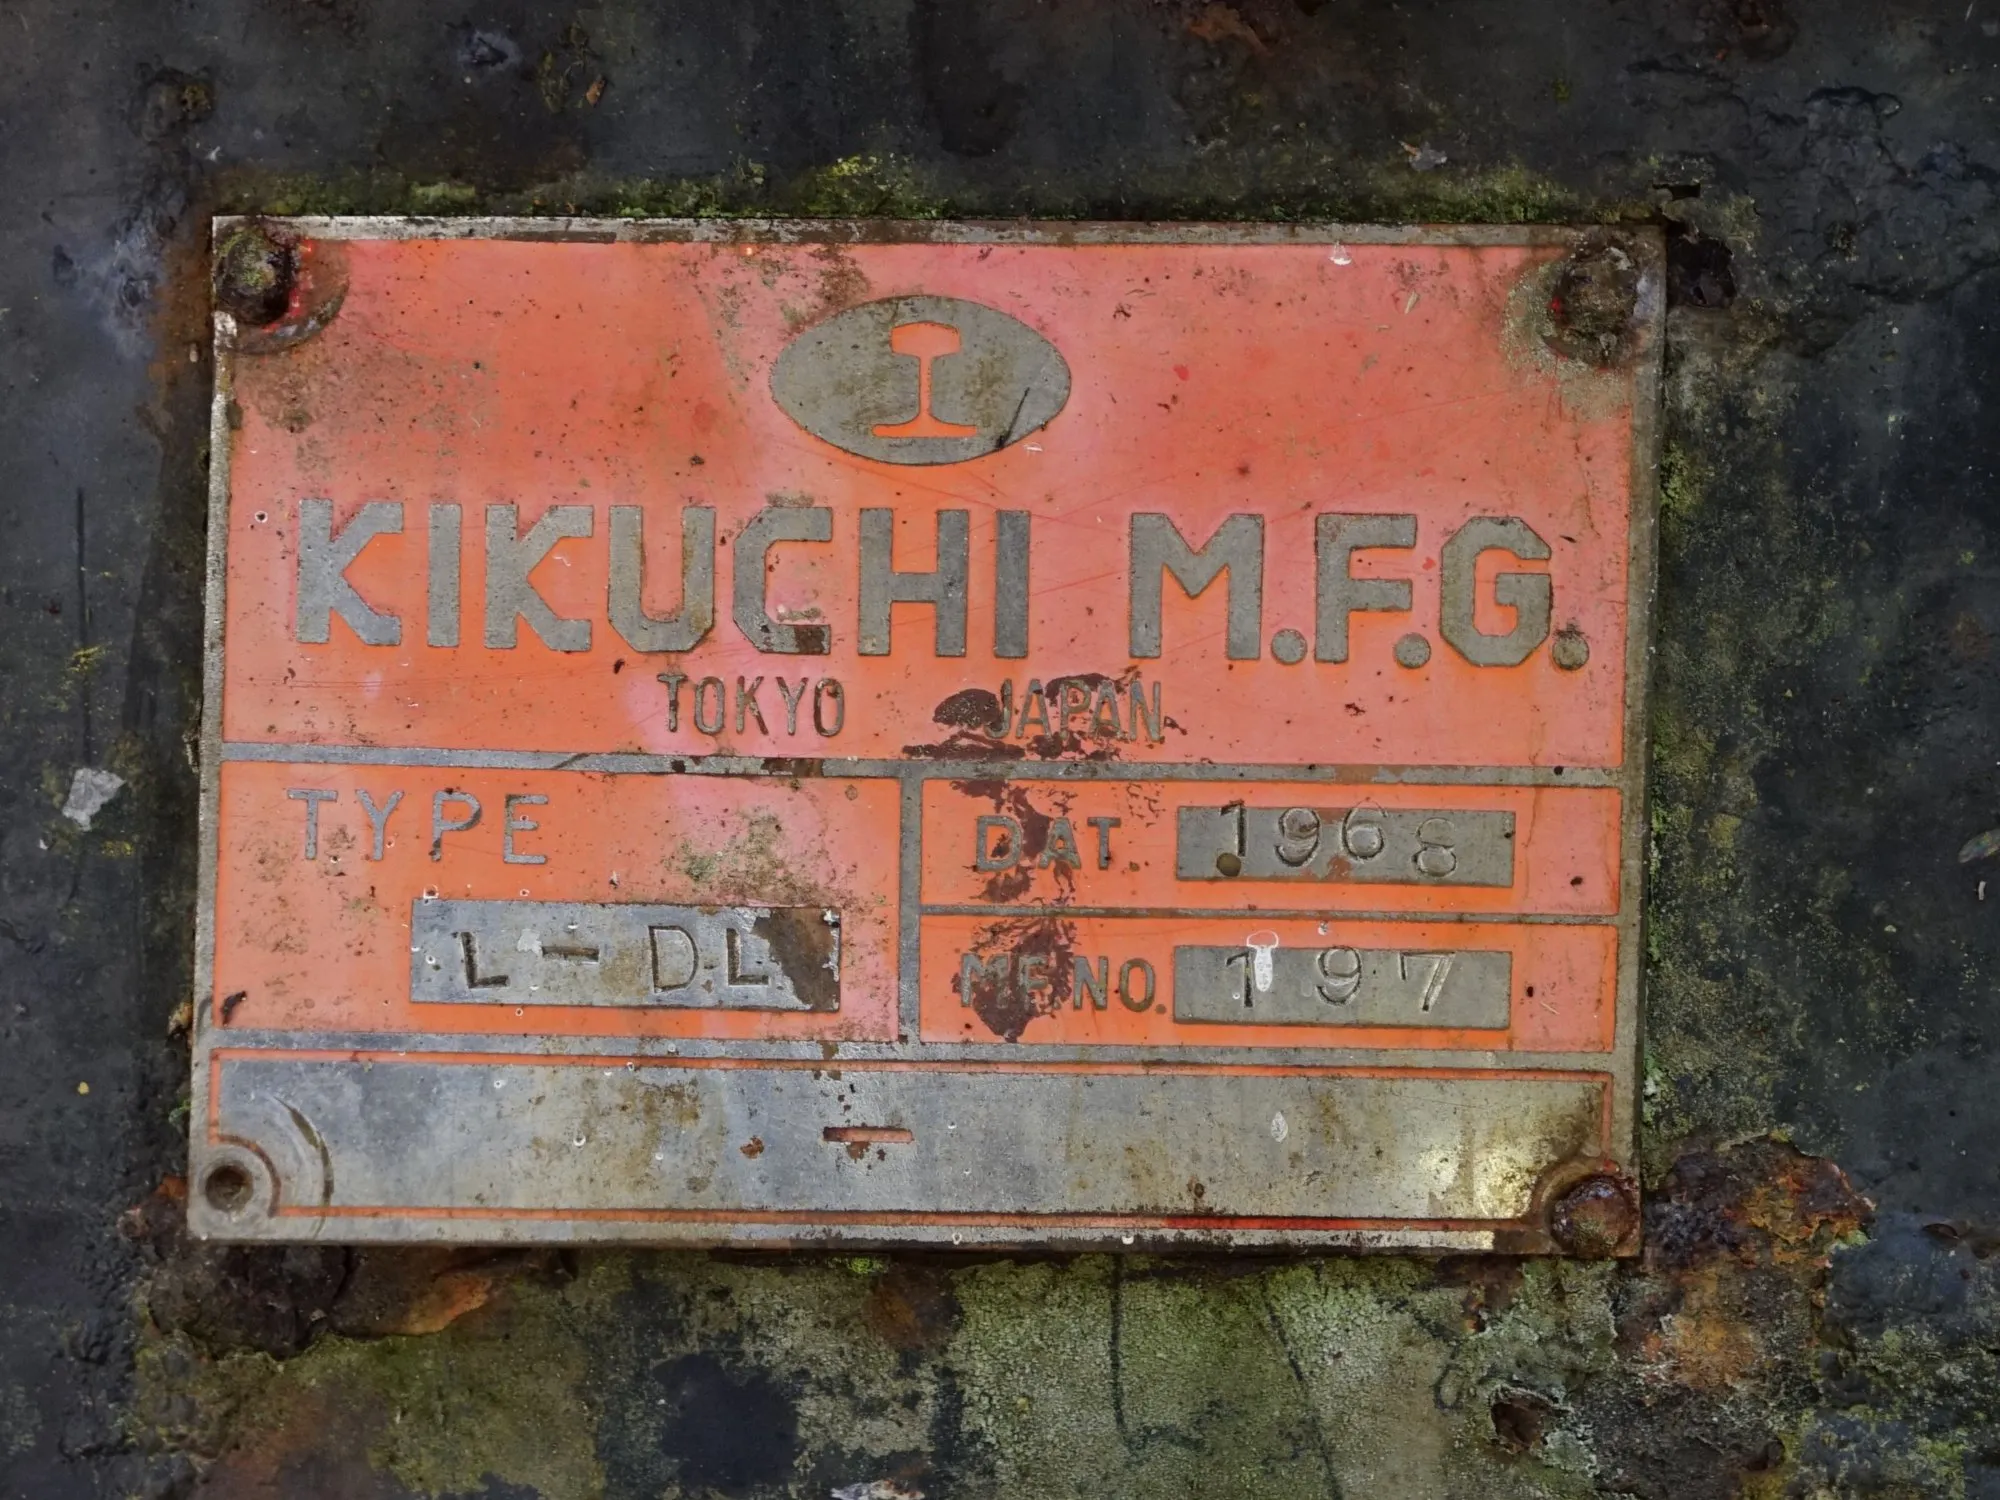 KIKUCHI M.F.G.
TOKYO JAPAN
TYPE
L-DL
DAT. 1968
MF NO. 197